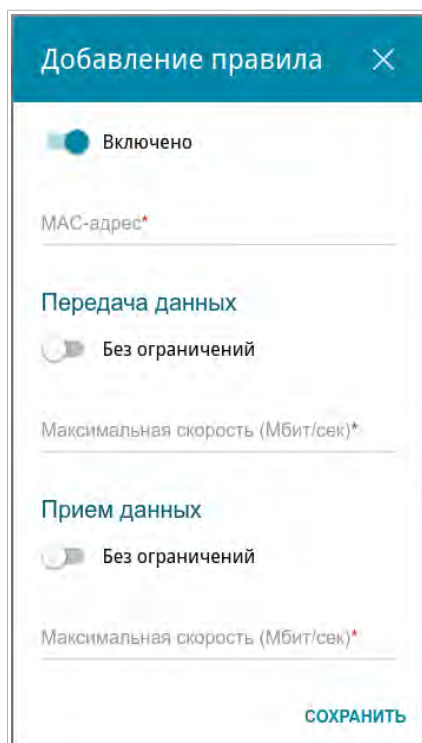 Добавление правила
Включено
MAC-адрес*
Передача данных
Без ограничений
Максимальная скорость (Мбит/сек)*
Прием данных
Без ограничений
Максимальная скорость (Мбит/сек)*
СОХРАНИТЬ